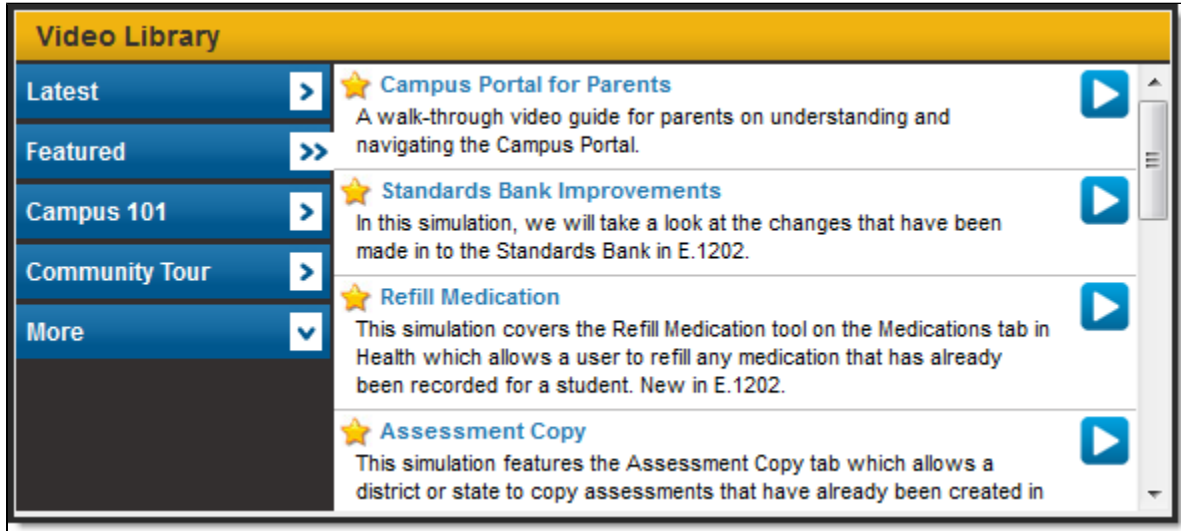 Video Library
Latest
Featured
Campus 101
Community Tour
More
Campus Portal for Parents
A walk-through video guide for parents on understanding and
navigating the Campus Portal.
Standards Bank Improvements
In this simulation, we will take a look at the changes that have been
made in to the Standards Bank in E.1202.
Refill Medication
This simulation covers the Refill Medication tool on the Medications tab in
Health which allows a user to refill any medication that has already
been recorded for a student. New in E.1202.
Assessment Copy
This simulation features the Assessment Copy tab which allows a
district or state to copy assessments that have already been created in